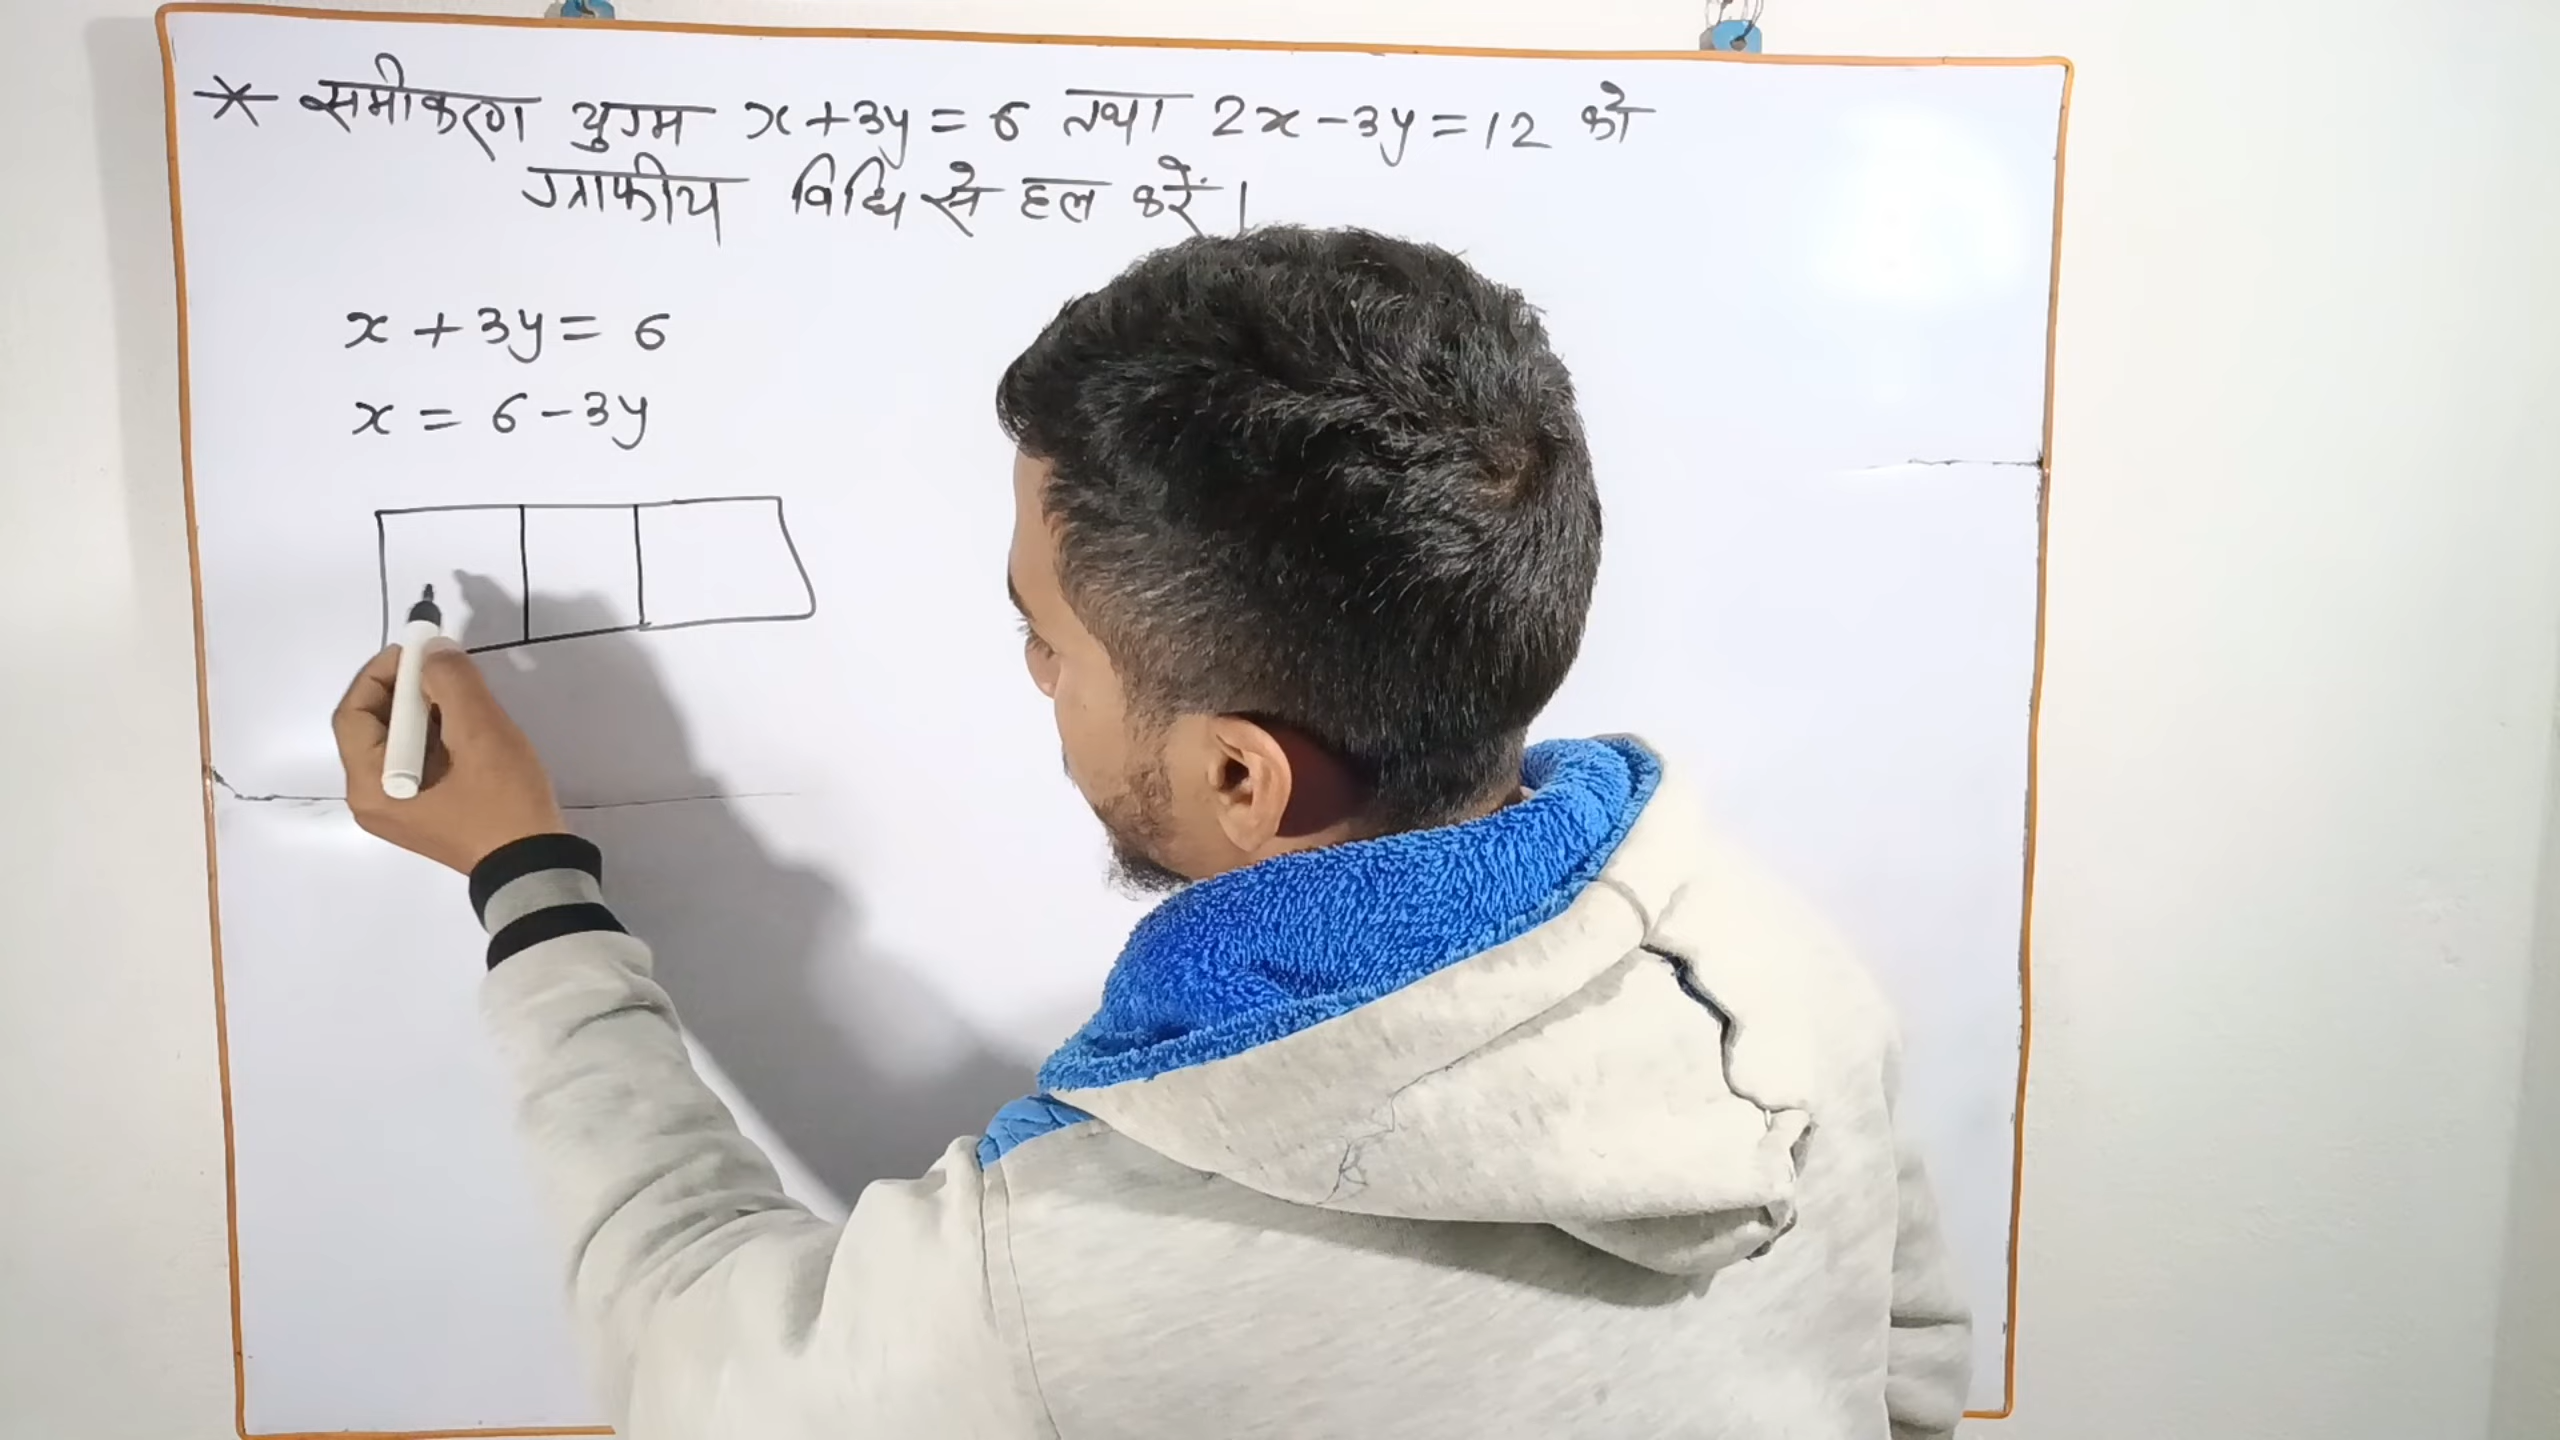 * समीकरण युग्म x+3y=6 तथा 2x-3y=12 को
ग्राफीय विधि से हल करें।
x + 3y = 6
x = 6-3y